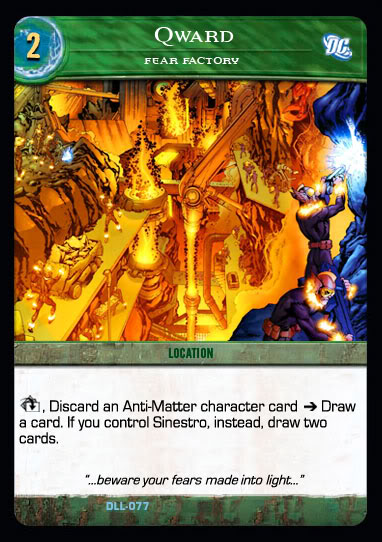 2
Qward
DC
FEAR FACTORY
LOCATION
, Discard an Anti-Matter character card ➔ Draw
a card. If you control Sinestro, instead, draw two
cards.
“...beware your fears made into light...”
DLL-077